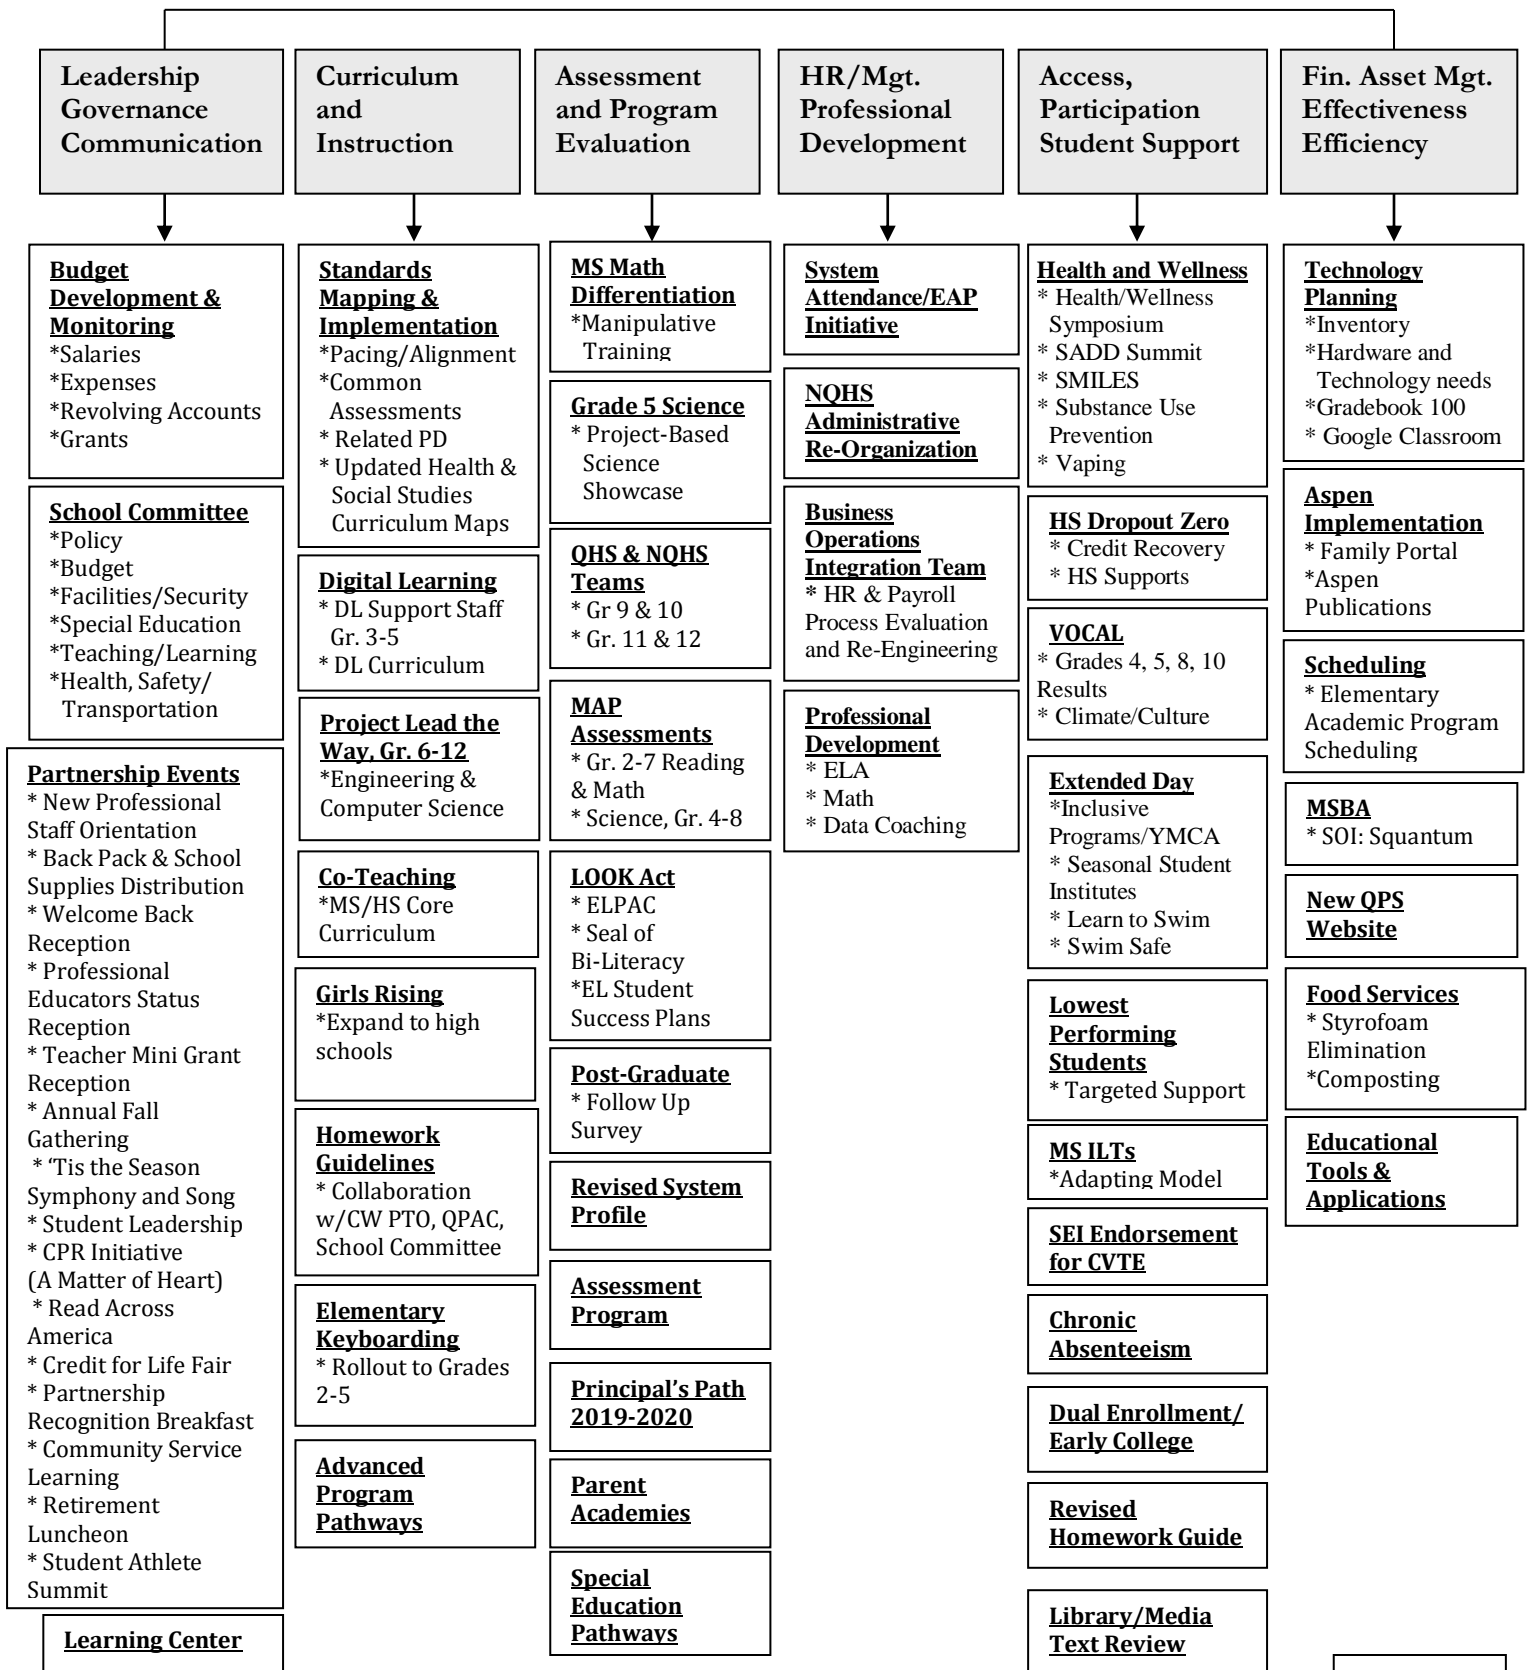 Leadership
Governance
Communication
Curriculum
and
Instruction
Assessment
and Program
Evaluation
HR/Mgt.
Professional
Development
Access,
Participation
Student Support
Fin. Asset Mgt.
Effectiveness
Efficiency
Budget
Development &
Monitoring
*Salaries
*Expenses
*Revolving Accounts
*Grants
School Committee
*Policy
*Budget
*Facilities/Security
*Special Education
*Teaching/Learning
*Health, Safety/
Transportation
Partnership Events
* New Professional
Staff Orientation
* Back Pack & School
Supplies Distribution
* Welcome Back
Reception
* Professional
Educators Status
Reception
* Teacher Mini Grant
Reception
* Annual Fall
Gathering
* ‘Tis the Season
Symphony and Song
* Student Leadership
* CPR Initiative
(A Matter of Heart)
* Read Across
America
* Credit for Life Fair
* Partnership
Recognition Breakfast
* Community Service
Learning
* Retirement
Luncheon
* Student Athlete
Summit
Learning Center
Standards
Mapping &
Implementation
*Pacing/Alignment
*Common
Assessments
* Related PD
* Updated Health &
Social Studies
Curriculum Maps
Digital Learning
* DL Support Staff
Gr. 3-5
* DL Curriculum
Project Lead the
Way, Gr. 6-12
*Engineering &
Computer Science
Co-Teaching
*MS/HS Core
Curriculum
Girls Rising
*Expand to high
schools
Homework
Guidelines
* Collaboration
w/CW PTO, QPAC,
School Committee
Elementary
Keyboarding
* Rollout to Grades
2-5
Advanced
Program
Pathways
MS Math
Differentiation
*Manipulative
Training
Grade 5 Science
* Project-Based
Science
Showcase
QHS & NQHS
Teams
* Gr 9 & 10
* Gr. 11 & 12
MAP
Assessments
* Gr. 2-7 Reading
& Math
* Science, Gr. 4-8
LOOK Act
* ELPAC
* Seal of
Bi-Literacy
*EL Student
Success Plans
Post-Graduate
* Follow Up
Survey
Revised System
Profile
Assessment
Program
Principal’s Path
2019-2020
Parent
Academies
Special
Education
Pathways
System
Attendance/EAP
Initiative
NQHS
Administrative
Re-Organization
Business
Operations
Integration Team
* HR & Payroll
Process Evaluation
and Re-Engineering
Professional
Development
* ELA
* Math
* Data Coaching
Health and Wellness
* Health/Wellness
Symposium
* SADD Summit
* SMILES
* Substance Use
Prevention
* Vaping
HS Dropout Zero
* Credit Recovery
* HS Supports
VOCAL
* Grades 4, 5, 8, 10
Results
* Climate/Culture
Extended Day
*Inclusive
Programs/YMCA
* Seasonal Student
Institutes
* Learn to Swim
* Swim Safe
Lowest
Performing
Students
* Targeted Support
MS ILTs
*Adapting Model
SEI Endorsement
for CVTE
Chronic
Absenteeism
Dual Enrollment/
Early College
Revised
Homework Guide
Library/Media
Text Review
Technology
Planning
*Inventory
*Hardware and
Technology needs
*Gradebook 100
* Google Classroom
Aspen
Implementation
* Family Portal
*Aspen
Publications
Scheduling
* Elementary
Academic Program
Scheduling
MSBA
* SOI: Squantum
New QPS
Website
Food Services
* Styrofoam
Elimination
*Composting
Educational
Tools &
Applications